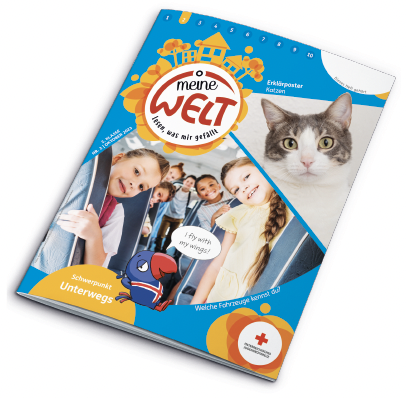 1 2 3 4 5 6 7 8 9 10
Erklärposter
Katzen
meine
WELT
Lesen, was mir gefällt
I fly with
my wings!
Schwerpunkt
Unterwegs
Welche Fahrzeuge kennst du?